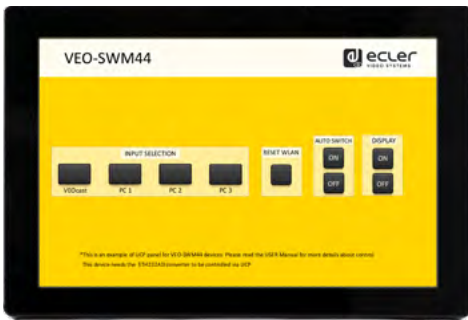 VEO-SWM44
ecler
VIDEO SYSTEMS
INPUT SELECTION
RESET WLAN
AUTO SWITCH
DISPLAY
ON
ON
OFF
OFF
VEOcast
PC 1
PC 2
PC 3
*This is an example of UCP panel for VEO-SWM44 devices. Please read the USER Manual for more details about control
This device needs the converter to be controlled via UCP